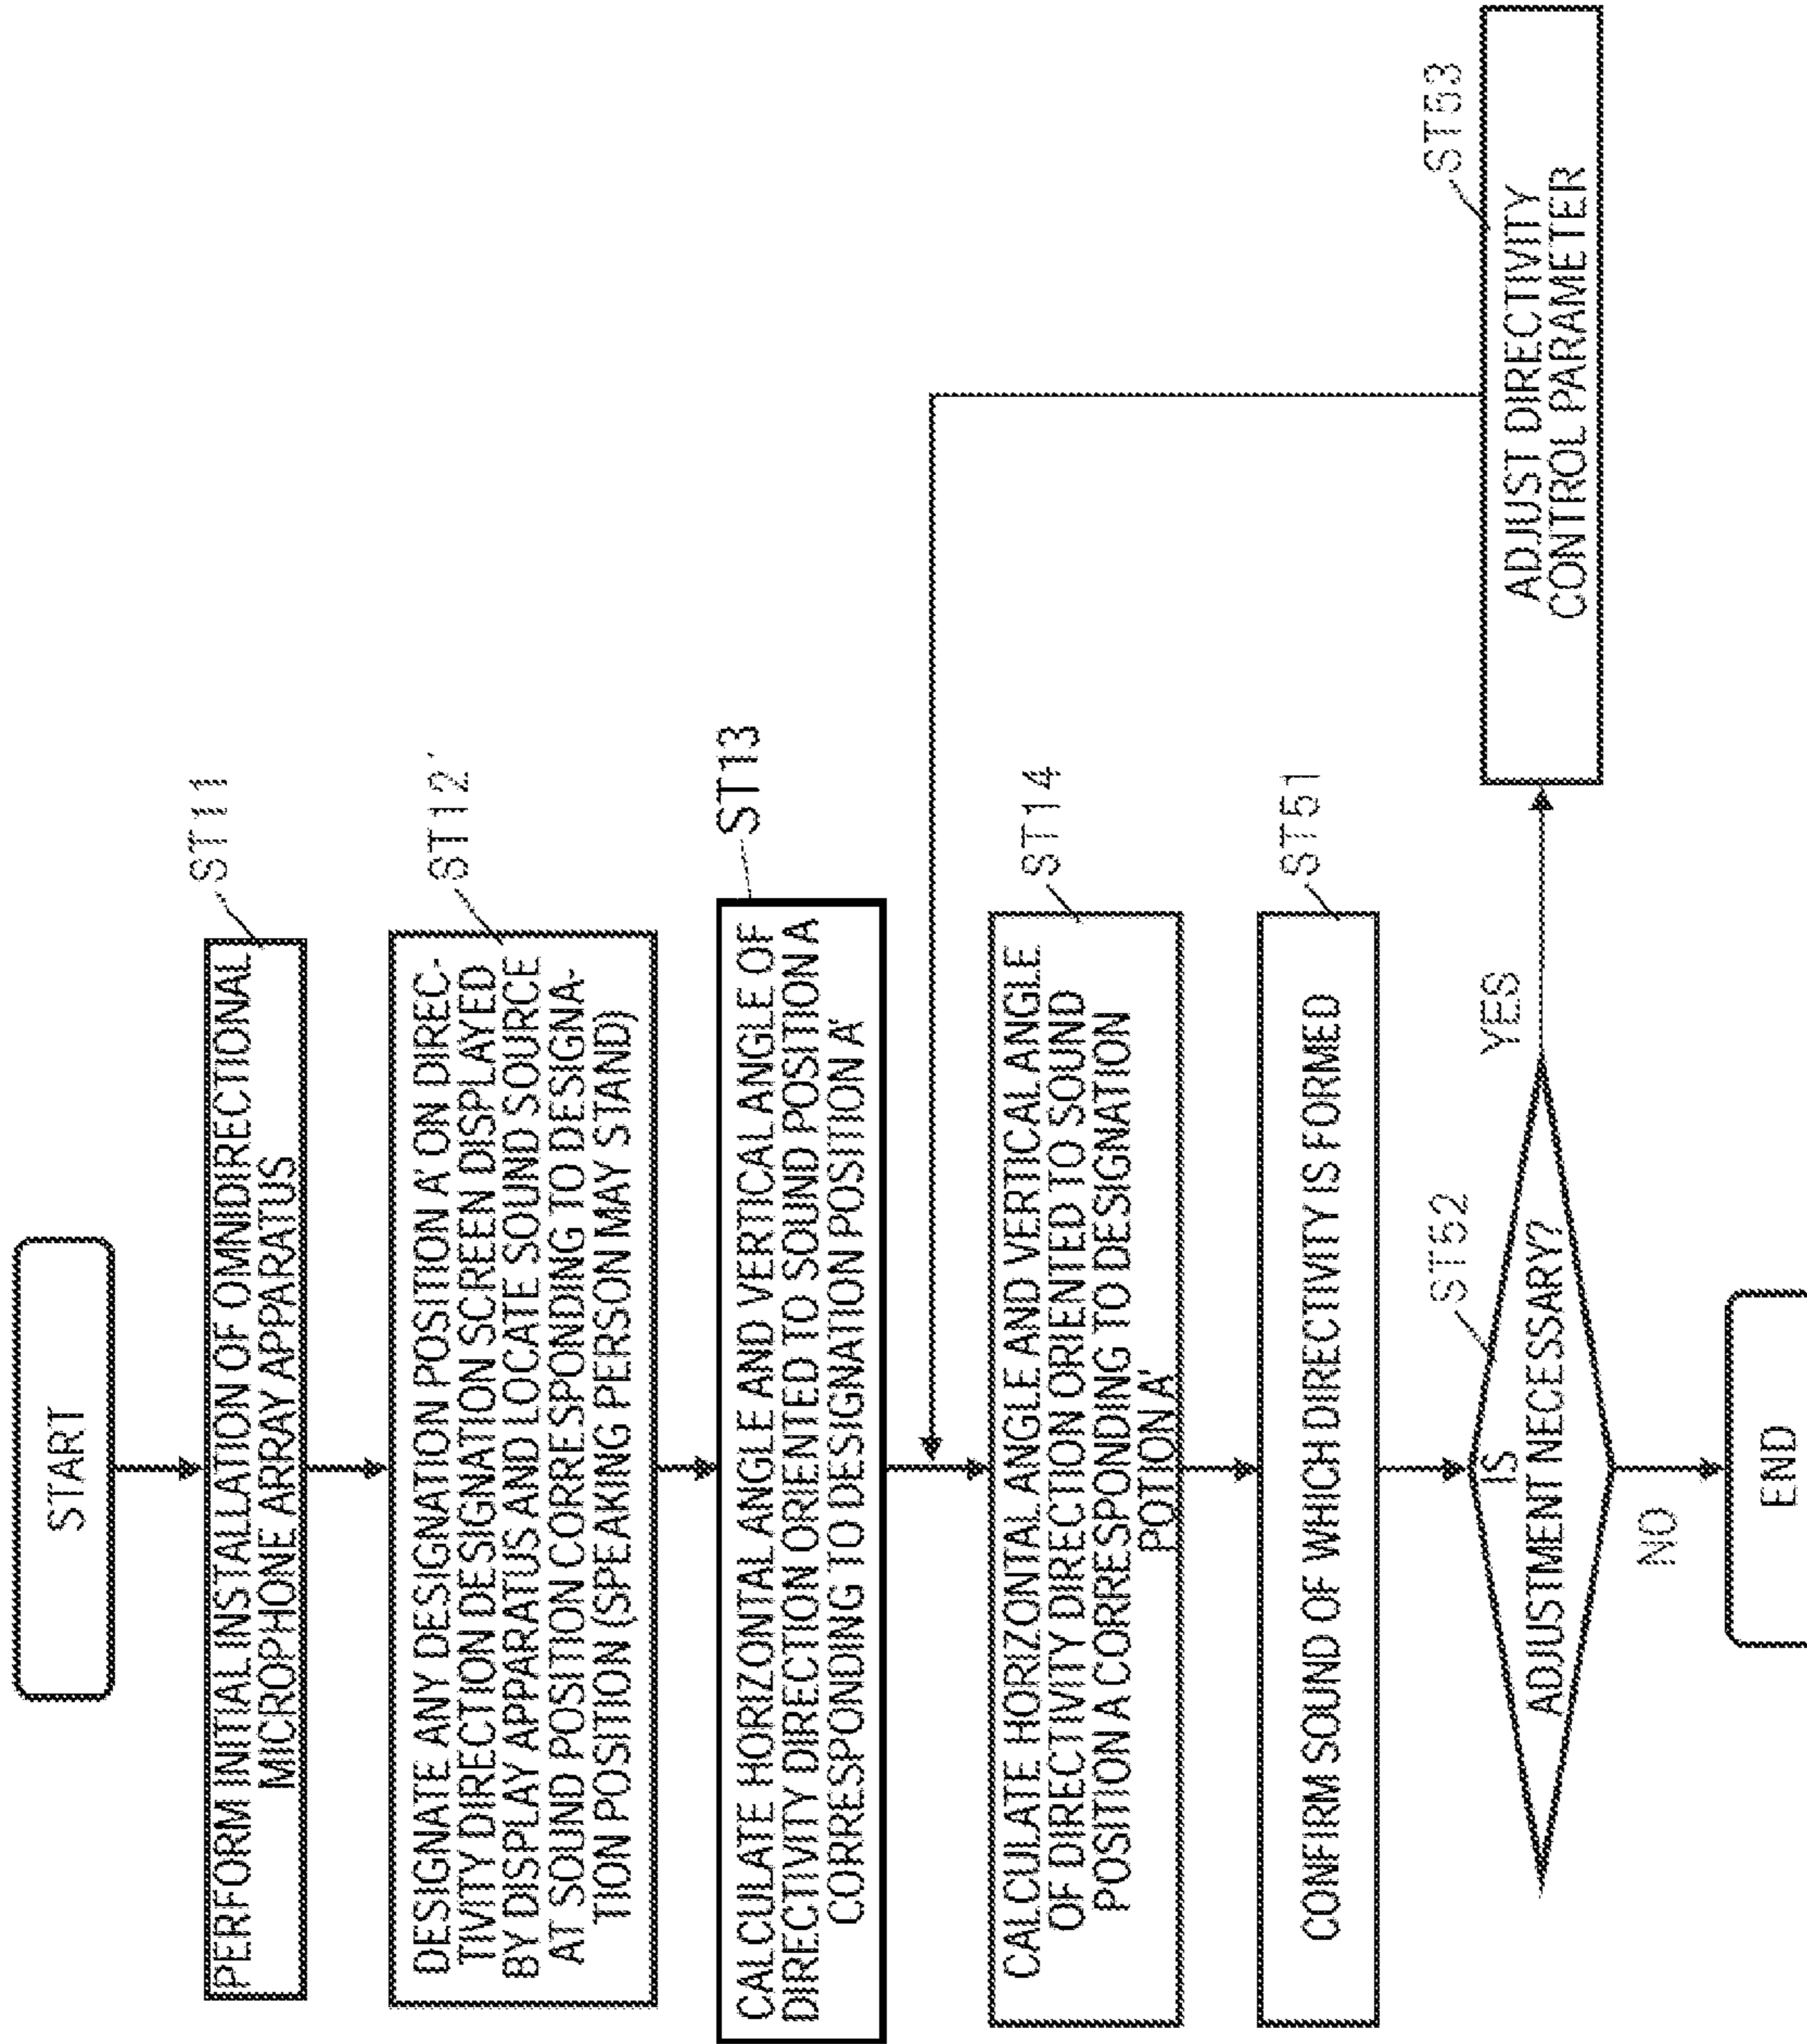 START
ST11
PERFORM INITIAL INSTALLATION OF OMNIDIRECTIONAL
MICROPHONE ARRAY APPARATUS
ST12'
DESIGNATE ANY DESIGNATION POSITION A' ON DIREC-
TIVITY DIRECTION DESIGNATION SCREEN DISPLAYED
BY DISPLAY APPARATUS AND LOCATE SOUND SOURCE
AT SOUND POSITION CORRESPONDING TO DESIGNA-
TION POSITION (SPEAKING PERSON MAY STAND)
ST13
CALCULATE HORIZONTAL ANGLE AND VERTICAL ANGLE OF
DIRECTIVITY DIRECTION ORIENTED TO SOUND POSITION A
CORRESPONDING TO DESIGNATION POSITION A'
ST14
CALCULATE HORIZONTAL ANGLE AND VERTICAL ANGLE
OF DIRECTIVITY DIRECTION ORIENTED TO SOUND
POSITION A CORRESPONDING TO DESIGNATION
POTION A'
ST51
CONFIRM SOUND OF WHICH DIRECTIVITY IS FORMED
ST52
IS
ADJUSTMENT NECESSARY?
YES
ST53
ADJUST DIRECTIVITY
CONTROL PARAMETER
NO
END